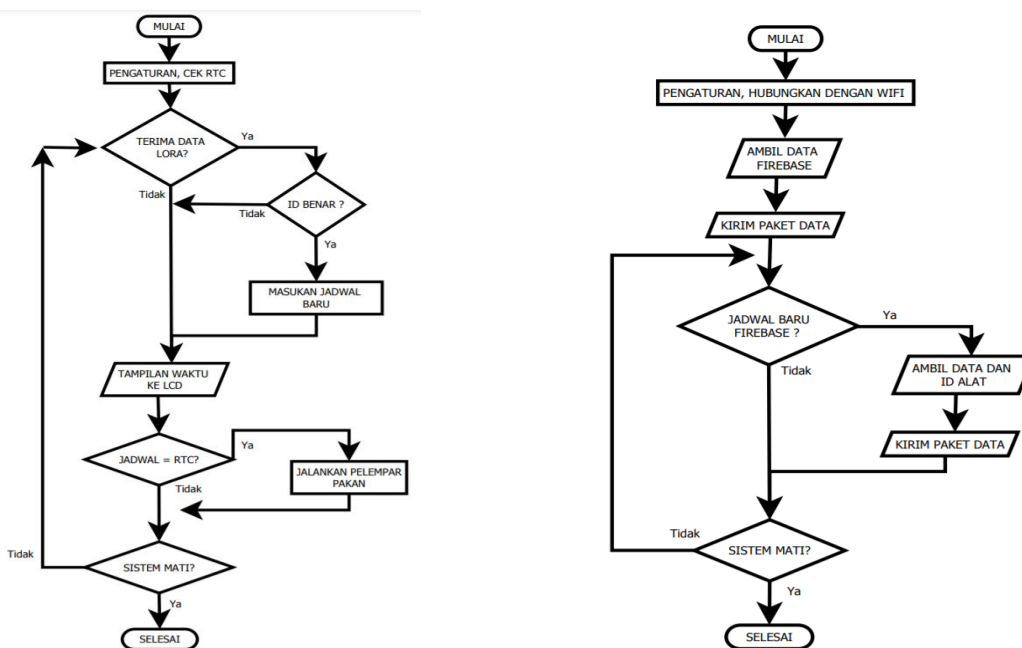 MULAI
PENGATURAN, CEK RTC
TERIMA DATA
LORA?
Ya
Tidak
ID BENAR ?
Tidak
Ya
MASUKAN JADWAL
BARU
TAMPILAN WAKTU
KE LCD
JADWAL = RTC?
Ya
JALANKAN PELEMPAR
PAKAN
Tidak
Tidak
SISTEM MATI?
Ya
SELESAI
MULAI
PENGATURAN, HUBUNGKAN DENGAN WIFI
AMBIL DATA
FIREBASE
KIRIM PAKET DATA
JADWAL BARU
FIREBASE ?
Ya
Tidak
AMBIL DATA DAN
ID ALAT
KIRIM PAKET DATA
Tidak
SISTEM MATI?
Ya
SELESAI